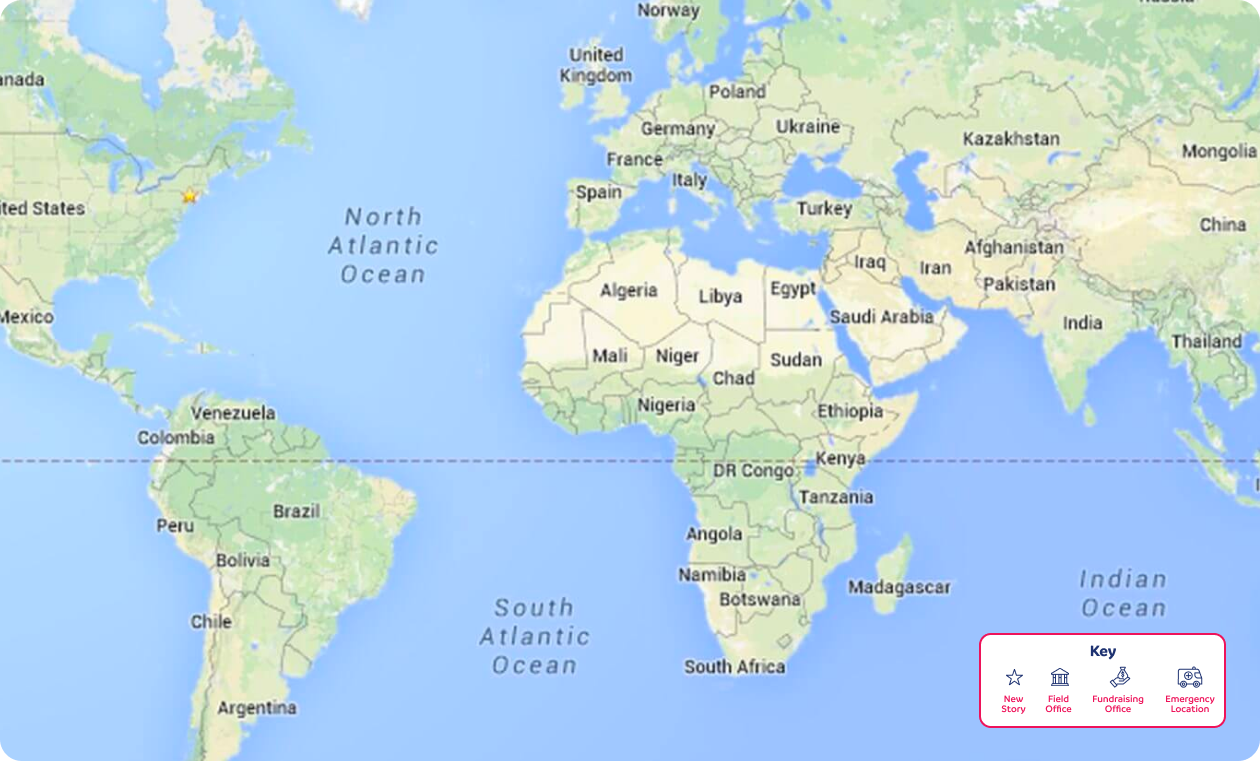 Norway
United
Kingdom
anada
Poland
Germany
Ukraine
Kazakhstan
Mongolia
France
Italy
Spain
ited States
Turkey
China
North
Atlantic
Ocean
Afghanistan
Iraq
Iran
Pakistan
Algeria
Libya
Egypt
Mexico
Saudi Arabia
India
Thailand
Mali
Niger
Sudan
Chad
Nigeria
Ethiopia
Venezuela
Colombia
Kenya
DR Congo
Tanzania
Brazil
Peru
Angola
Bolivia
Namibia
Botswana
Madagascar
Indian
Ocean
South
Atlantic
Ocean
Chile
South Africa
Argentina
Key
New
Story
Field
Office
Fundraising
Office
Emergency
Location